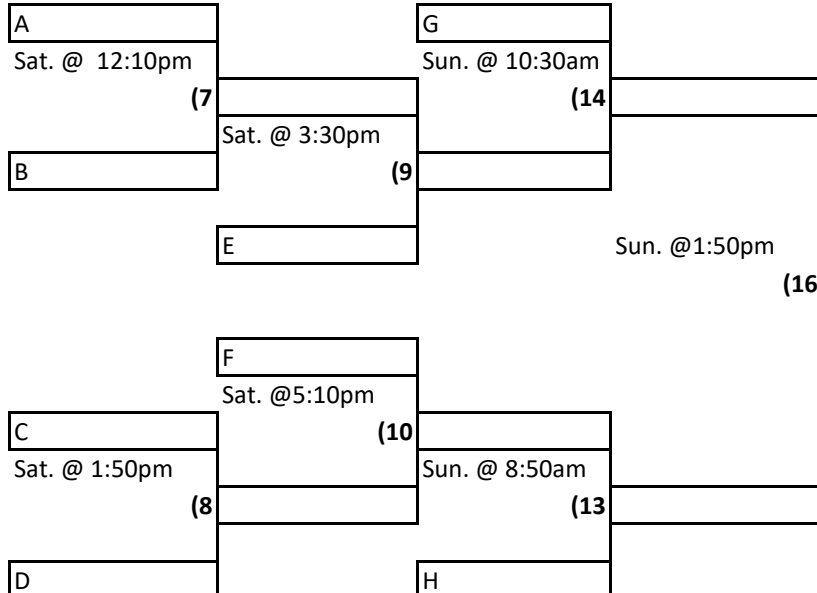 A
G
Sat. @  12:10pm
Sun. @ 10:30am
(7
(14
Sat. @ 3:30pm
B
(9
E
Sun. @1:50pm
(16
F
Sat. @5:10pm
C
(10
Sat. @ 1:50pm
Sun. @ 8:50am
(8
(13
D
H